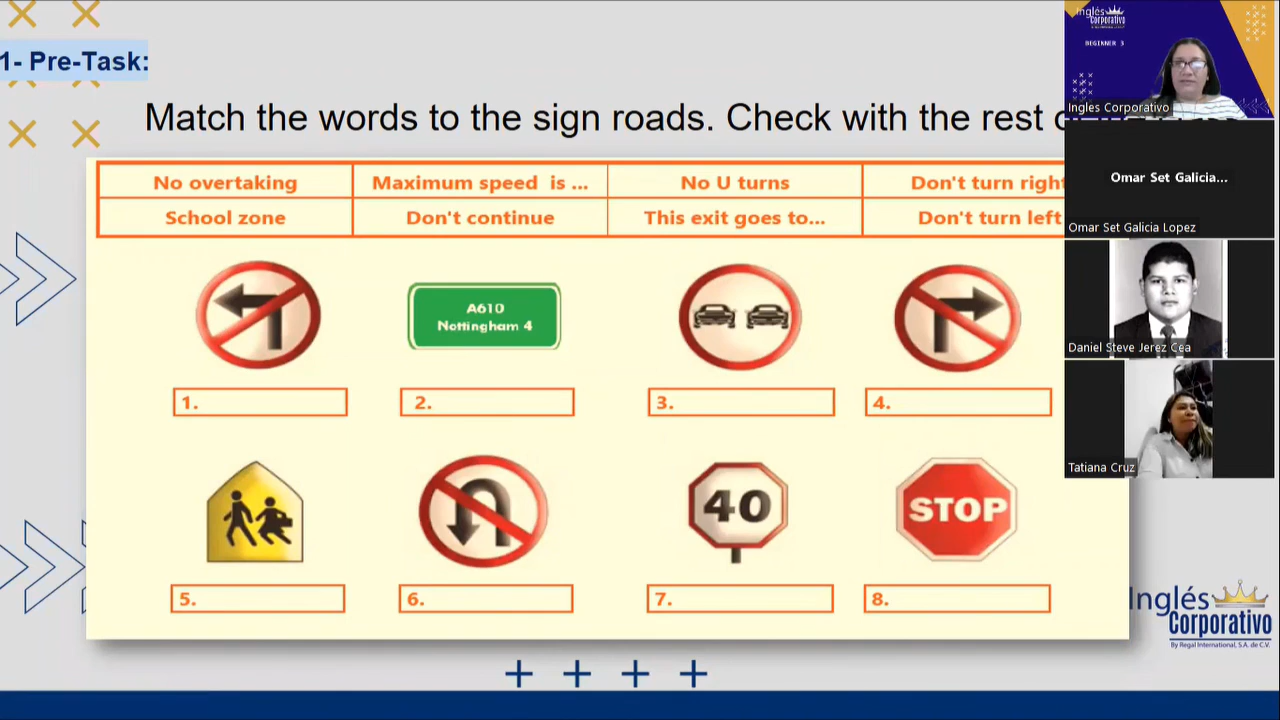 1- Pre-Task:
Match the words to the sign roads. Check with the rest
No overtaking
Maximum speed is ...
No U turns
Don't turn right
School zone
Don't continue
This exit goes to...
Don't turn left
A610
Nottingham 4
1.
2.
3.
4.
40
STOP
5.
6.
7.
8.
Inglés
Corporativo
BEGINNER 3
Ingles Corporativo
Omar Set Galicia...
Omar Set Galicia Lopez
Daniel Steve Jerez Cea
Tatiana Cruz
Inglés
Corporativo
By Regal International, S.A. de C.V.